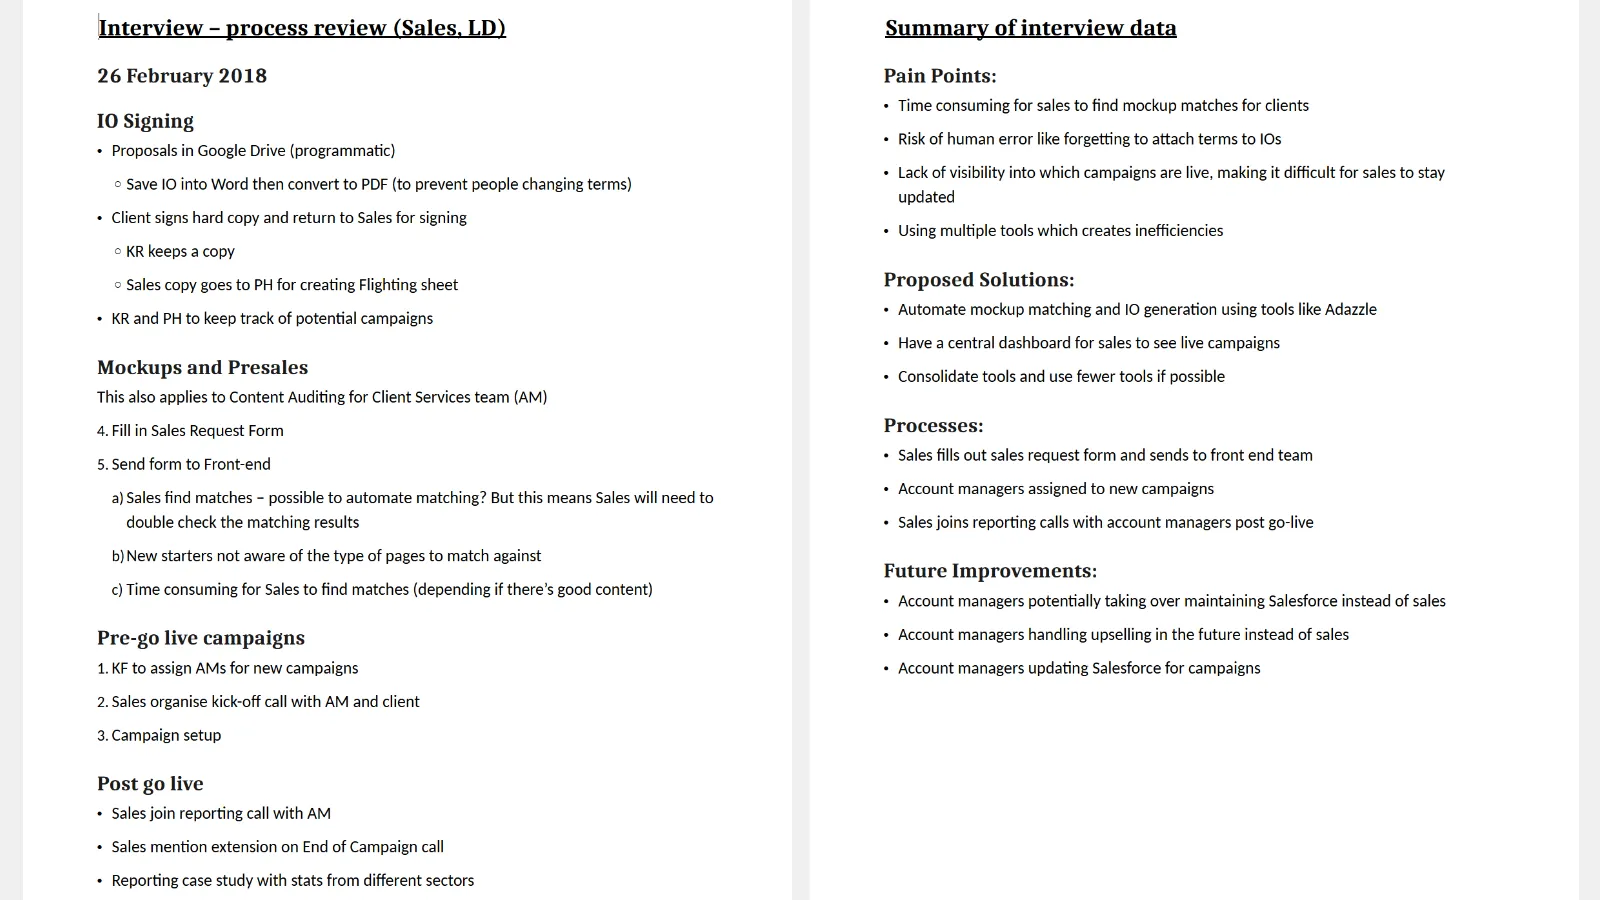 Interview – process review (Sales, LD)
26 February 2018
IO Signing
• Proposals in Google Drive (programmatic)
○ Save IO into Word then convert to PDF (to prevent people changing terms)
• Client signs hard copy and return to Sales for signing
○ KR keeps a copy
○ Sales copy goes to PH for creating Flighting sheet
• KR and PH to keep track of potential campaigns
Mockups and Presales
This also applies to Content Auditing for Client Services team (AM)
4. Fill in Sales Request Form
5. Send form to Front-end
a) Sales find matches – possible to automate matching? But this means Sales will need to
double check the matching results
b) New starters not aware of the type of pages to match against
c) Time consuming for Sales to find matches (depending if there’s good content)
Pre-go live campaigns
1. KF to assign AMs for new campaigns
2. Sales organise kick-off call with AM and client
3. Campaign setup
Post go live
• Sales join reporting call with AM
• Sales mention extension on End of Campaign call
• Reporting case study with stats from different sectors
Summary of interview data
Pain Points:
• Time consuming for sales to find mockup matches for clients
• Risk of human error like forgetting to attach terms to IOs
• Lack of visibility into which campaigns are live, making it difficult for sales to stay
updated
• Using multiple tools which creates inefficiencies
Proposed Solutions:
• Automate mockup matching and IO generation using tools like Adazzle
• Have a central dashboard for sales to see live campaigns
• Consolidate tools and use fewer tools if possible
Processes:
• Sales fills out sales request form and sends to front end team
• Account managers assigned to new campaigns
• Sales joins reporting calls with account managers post go-live
Future Improvements:
• Account managers potentially taking over maintaining Salesforce instead of sales
• Account managers handling upselling in the future instead of sales
• Account managers updating Salesforce for campaigns